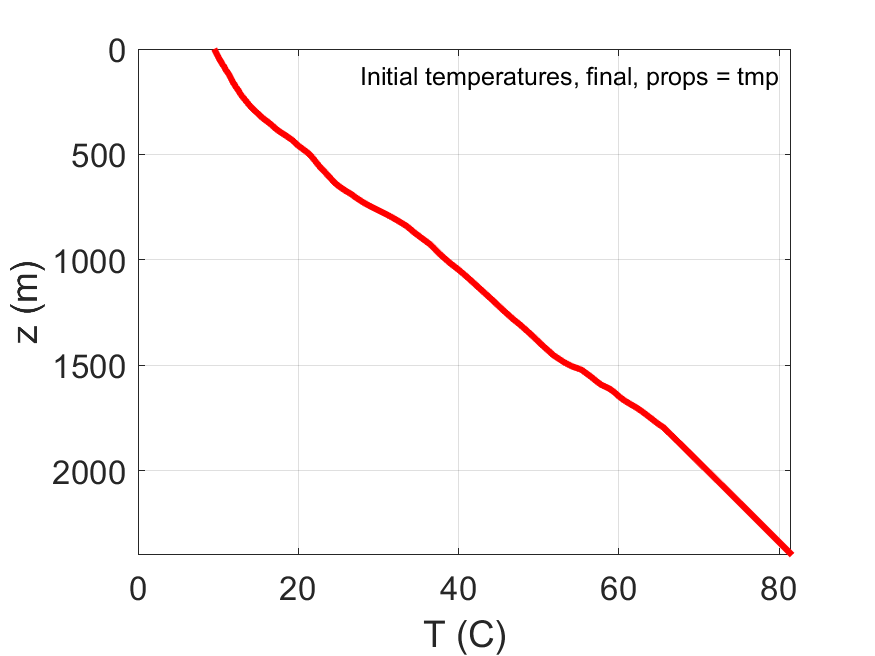 Initial temperatures, final, props = tmp
0
500
1000
1500
2000
z (m)
0 20 40 60 80
T (C)